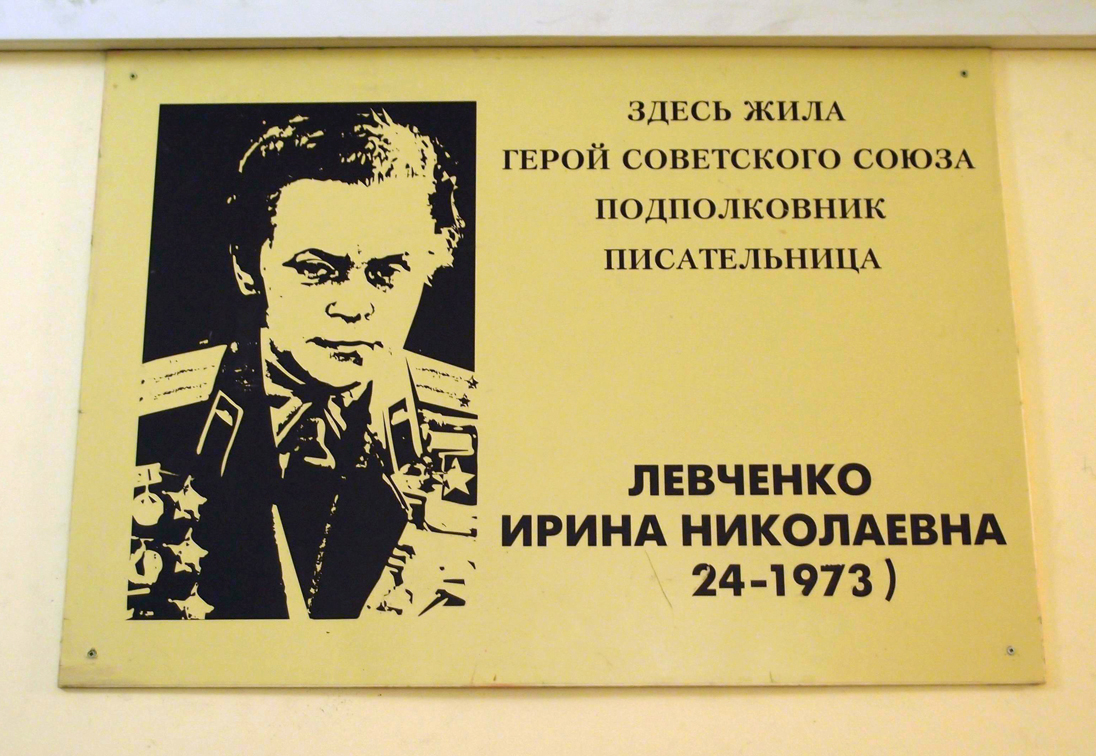 ЗДЕСЬ ЖИЛА
ГЕРОЙ СОВЕТСКОГО СОЮЗА
ПОДПОЛКОВНИК
ПИСАТЕЛЬНИЦА
ЛЕВЧЕНКО
ИРИНА НИКОЛАЕВНА
24-1973)